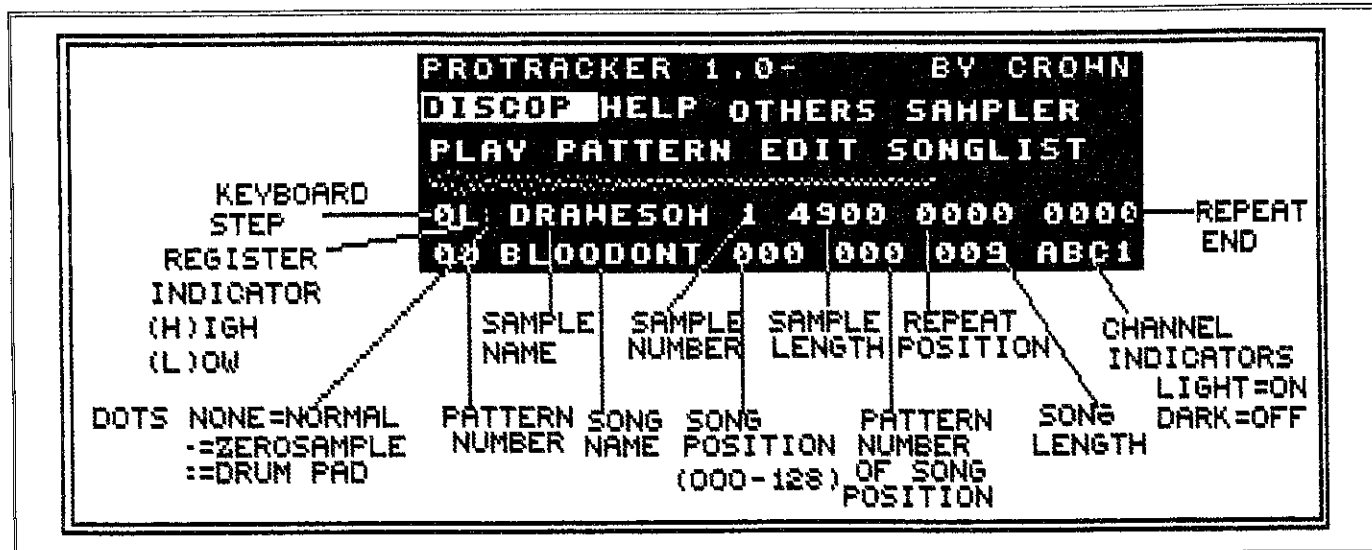 PROTRACKER 1.0- BY CROWN
DISCOP HELP OTHERS SAMPLER
PLAY PATTERN EDIT SONGLIST
KEYBOARD STEP
REGISTER INDICATOR
(H)IGH
(L)OW
0L: DRAWESOH 1 4900 0000 0000
REPEAT END
00 BLOODONT 000 000 009 ABC1
SAMPLE NAME
SAMPLE NUMBER
SAMPLE LENGTH
REPEAT POSITION
CHANNEL INDICATORS
LIGHT=ON
DARK=OFF
DOTS NONE=NORMAL
.=ZEROSAMPLE
:=DRUM PAD
PATTERN NUMBER
SONG NAME
SONG POSITION
(000-128)
PATTERN NUMBER OF SONG POSITION
SONG LENGTH